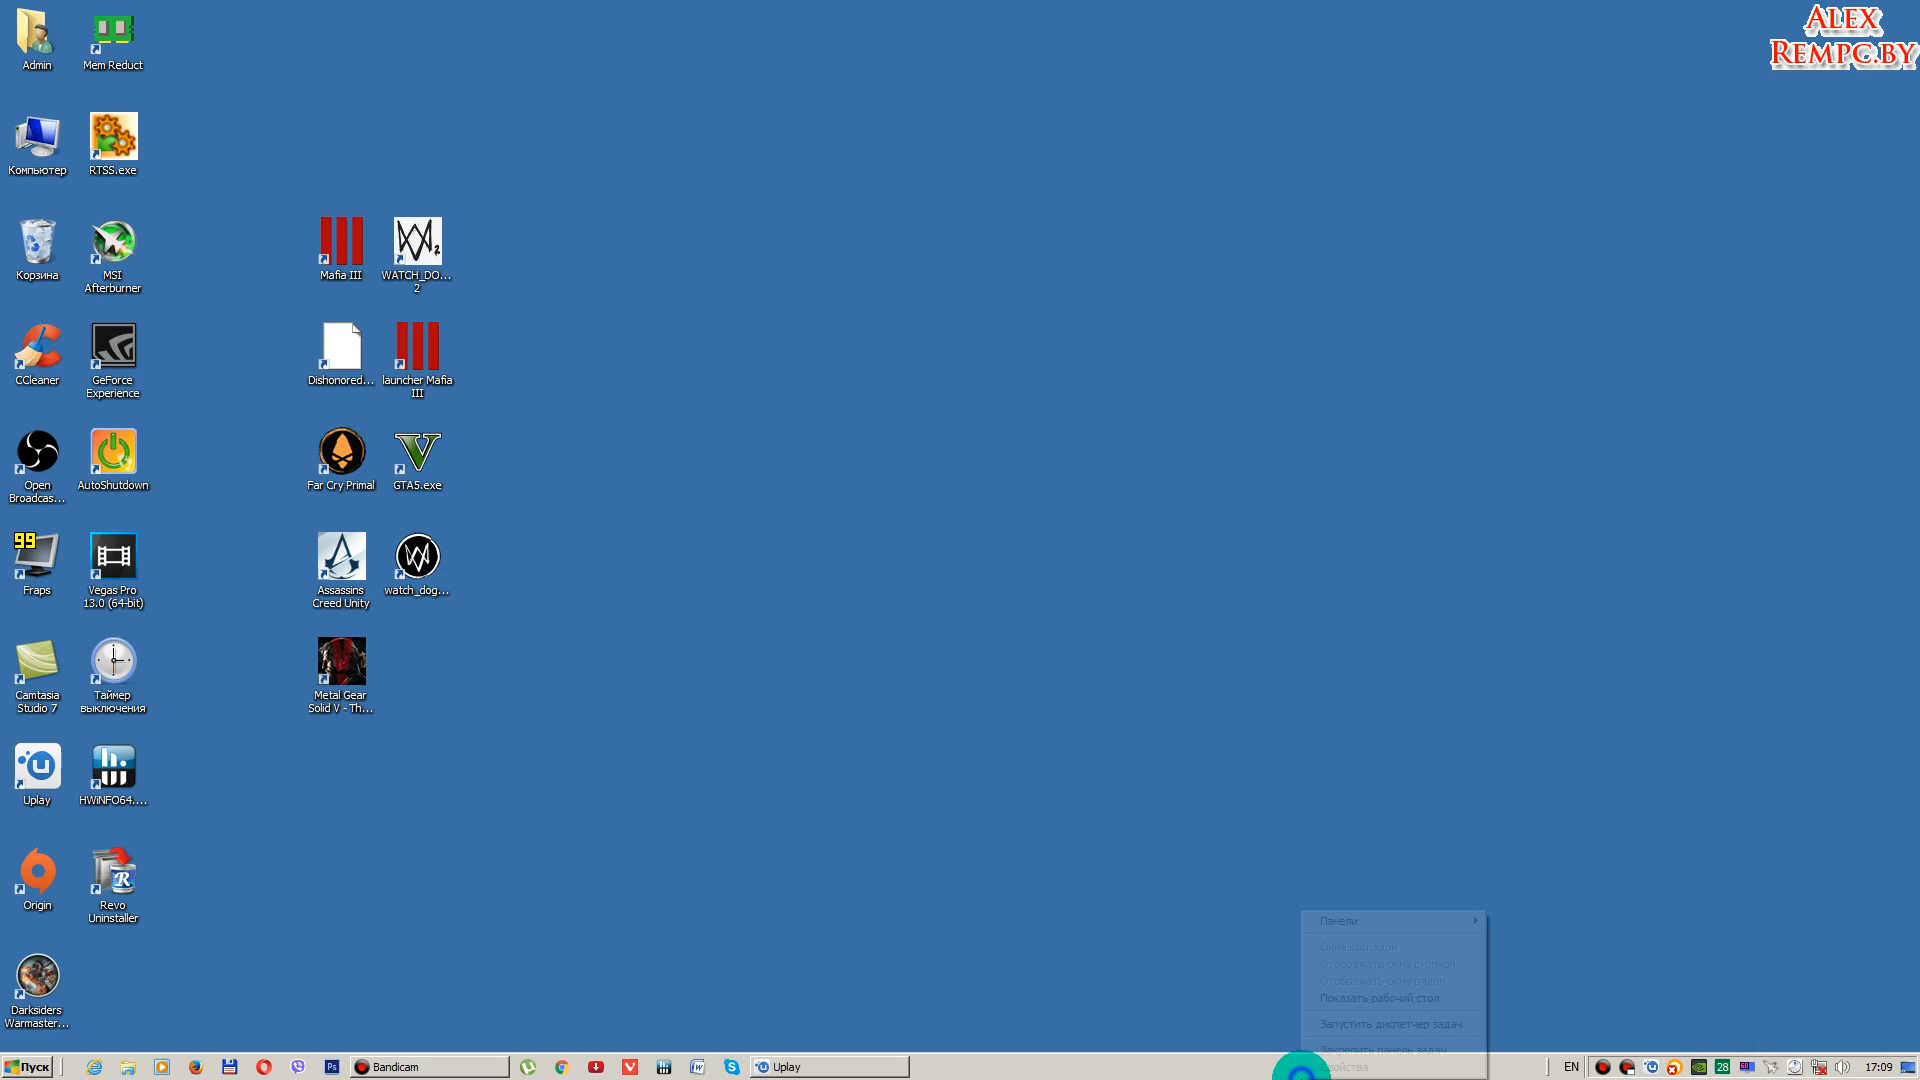 Alex
Rempc.by
Admin
Mem Reduct
Компьютер
RTSS.exe
Корзина
MSI
Afterburner
Mafia III
WATCH_DO...
2
CCleaner
GeForce
Experience
Dishonored...
launcher Mafia
III
Open
Broadcas...
AutoShutdown
Far Cry Primal
GTA5.exe
99
Fraps
Vegas Pro
13.0 (64-bit)
Assassins
Creed Unity
watch_dog...
Camtasia
Studio 7
Таймер
выключения
Metal Gear
Solid V - Th...
Uplay
HWiNFO64....
Origin
Revo
Uninstaller
Darksiders
Warmaster...
Панели
Окна каскадом
Отображать окна стопкой
Отображать окна рядом
Показать рабочий стол
Запустить диспетчер задач
Закрепить панель задач
Свойства
Пуск
Ps
Bandicam
Uplay
EN
28
17:09